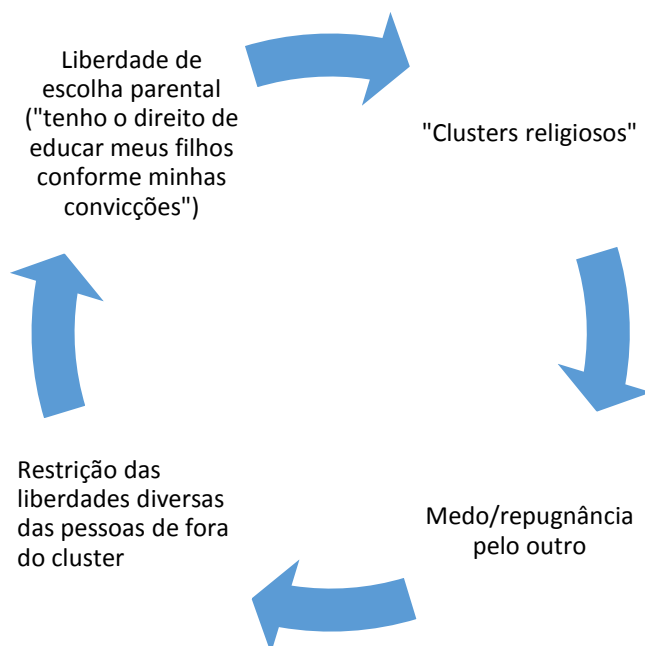 Liberdade de
escolha parental
("tenho o direito de
educar meus filhos
conforme minhas
convicções")
"Clusters religiosos"
Medo/repugnância
pelo outro
Restrição das
liberdades diversas
das pessoas de fora
do cluster